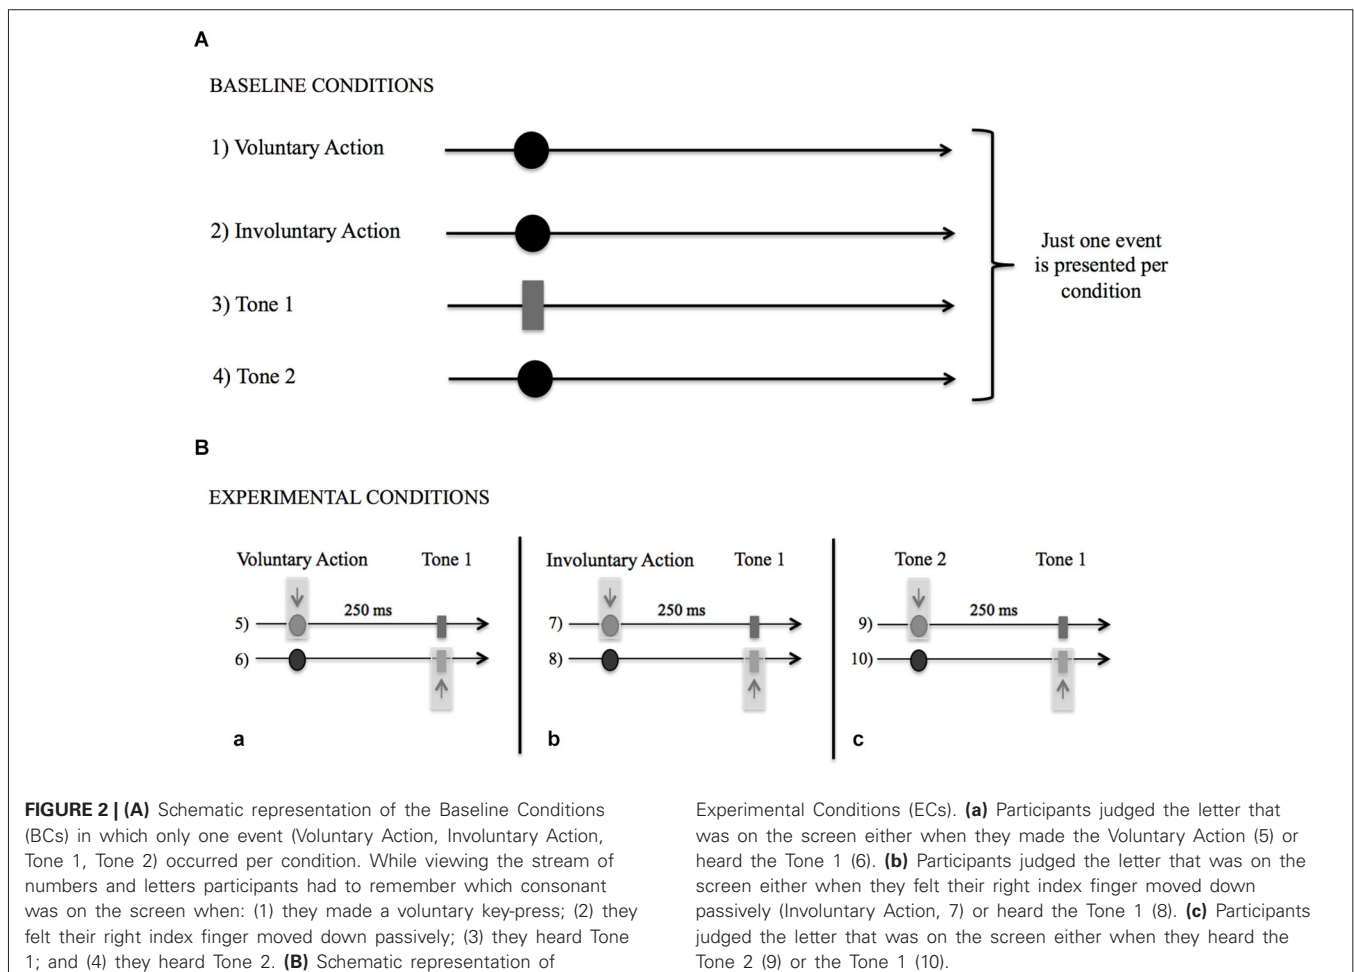 A
BASELINE CONDITIONS
1) Voluntary Action
2) Involuntary Action
3) Tone 1
4) Tone 2
Just one event
is presented per
condition
B
EXPERIMENTAL CONDITIONS
Voluntary Action Tone 1
250 ms
5)
6)
a
Involuntary Action Tone 1
250 ms
7)
8)
b
Tone 2 Tone 1
250 ms
9)
10)
c
FIGURE 2 | (A) Schematic representation of the Baseline Conditions
(BCs) in which only one event (Voluntary Action, Involuntary Action,
Tone 1, Tone 2) occurred per condition. While viewing the stream of
numbers and letters participants had to remember which consonant
was on the screen when: (1) they made a voluntary key-press; (2) they
felt their right index finger moved down passively; (3) they heard Tone
1; and (4) they heard Tone 2. (B) Schematic representation of
Experimental Conditions (ECs). (a) Participants judged the letter that
was on the screen either when they made the Voluntary Action (5) or
heard the Tone 1 (6). (b) Participants judged the letter that was on the
screen either when they felt their right index finger moved down
passively (Involuntary Action, 7) or heard the Tone 1 (8). (c) Participants
judged the letter that was on the screen either when they heard the
Tone 2 (9) or the Tone 1 (10).